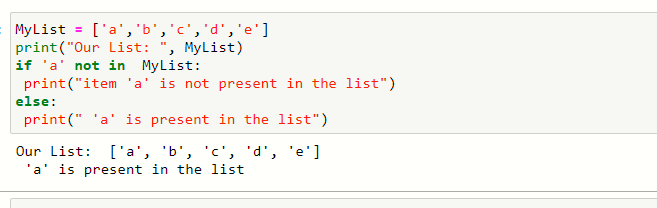 MyList = ['a','b','c','d','e']
print("Our List: ", MyList)
if 'a' not in  MyList:
 print("item 'a' is not present in the list")
else:
 print(" 'a' is present in the list")
Our List:  ['a', 'b', 'c', 'd', 'e']
 'a' is present in the list